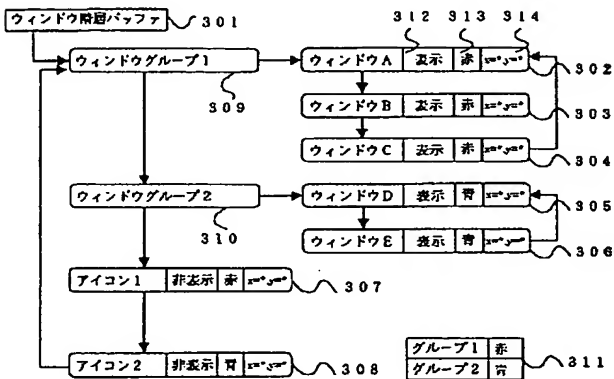 ウィンドウ階層バッファ 301
312 313 314
ウィンドウグループ1 ウィンドウA 表示 赤 x=*,y=*
309 302
ウィンドウB 表示 赤 x=*,y=*
303
ウィンドウC 表示 赤 x=*,y=*
304
ウィンドウグループ2 ウィンドウD 表示 青 x=*,y=*
310 305
ウィンドウE 表示 青 x=*,y=*
306
アイコン1 非表示 赤 x=*,y=*
307
グループ1 赤
グループ2 青
311
アイコン2 非表示 青 x=*,y=*
308